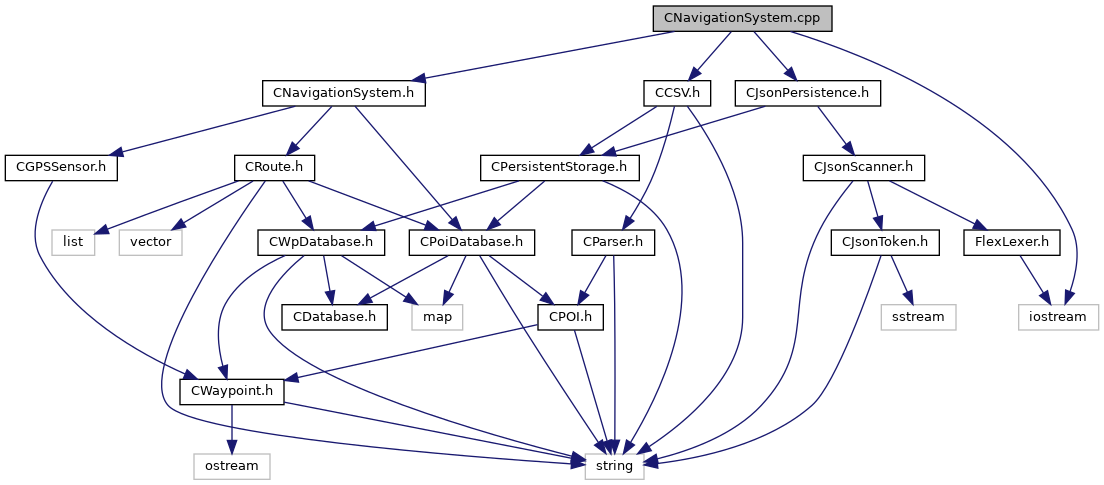 CNavigationSystem.cpp
CNavigationSystem.h
CCSV.h
CJsonPersistence.h
CGPSSensor.h
CRoute.h
CPersistentStorage.h
CJsonScanner.h
list
vector
CWpDatabase.h
CPoiDatabase.h
CParser.h
CJsonToken.h
FlexLexer.h
CDatabase.h
map
CPOI.h
sstream
iostream
CWaypoint.h
ostream
string